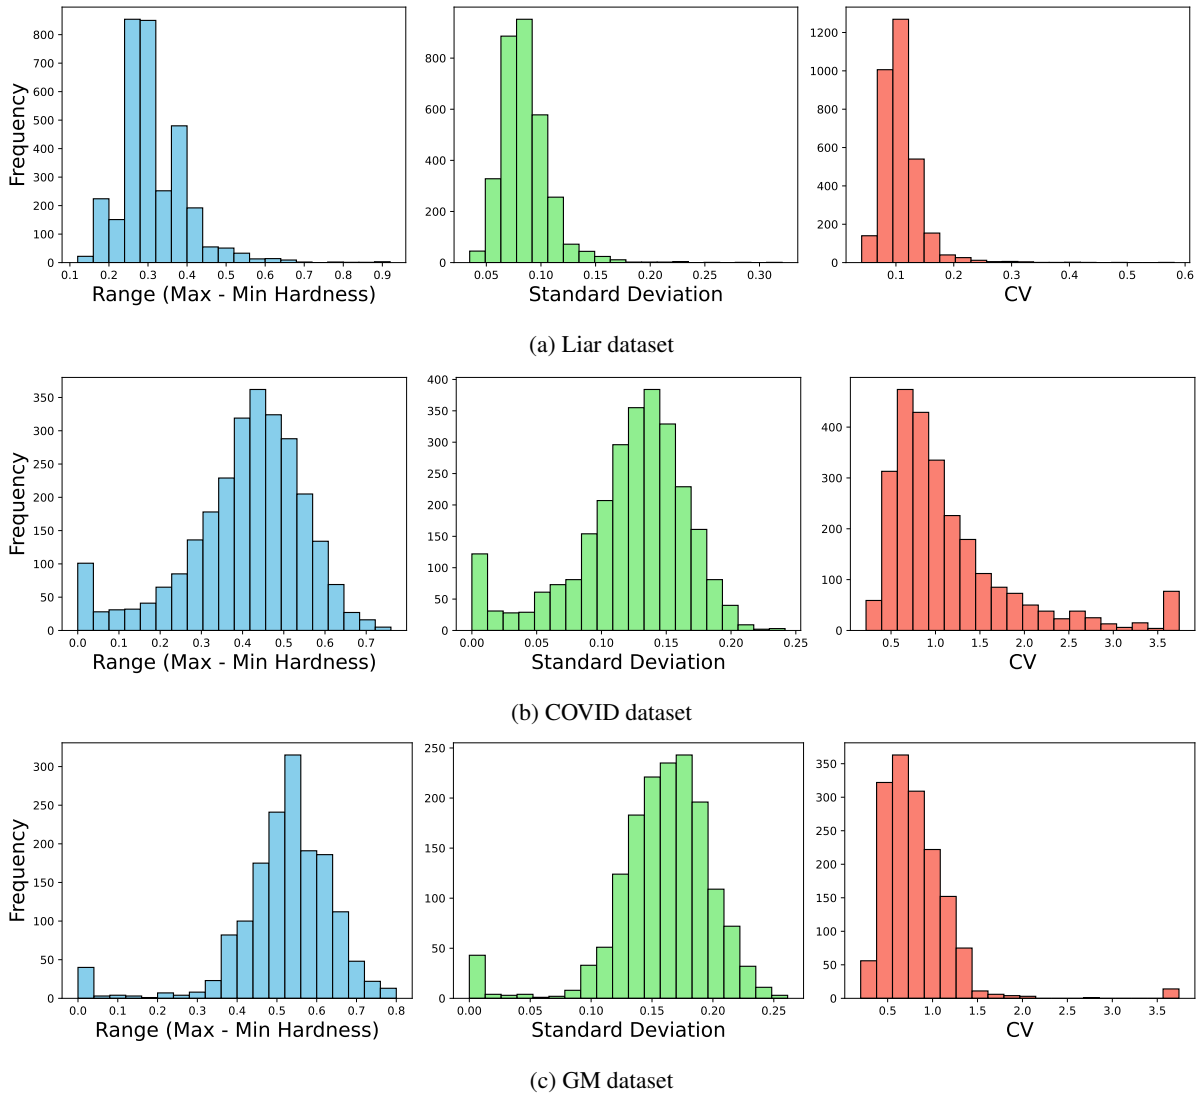 800
700
600
500
400
300
200
100
0
Frequency
0.1 0.2 0.3 0.4 0.5 0.6 0.7 0.8 0.9
Range (Max - Min Hardness)
800
600
400
200
0
0.05 0.10 0.15 0.20 0.25 0.30
Standard Deviation
1200
1000
800
600
400
200
0
0.1 0.2 0.3 0.4 0.5 0.6
CV
(a) Liar dataset
350
300
250
200
150
100
50
0
Frequency
0.0 0.1 0.2 0.3 0.4 0.5 0.6 0.7
Range (Max - Min Hardness)
400
350
300
250
200
150
100
50
0
0.00 0.05 0.10 0.15 0.20 0.25
Standard Deviation
400
300
200
100
0
0.5 1.0 1.5 2.0 2.5 3.0 3.5
CV
(b) COVID dataset
300
250
200
150
100
50
0
Frequency
0.0 0.1 0.2 0.3 0.4 0.5 0.6 0.7 0.8
Range (Max - Min Hardness)
250
200
150
100
50
0
0.00 0.05 0.10 0.15 0.20 0.25
Standard Deviation
350
300
250
200
150
100
50
0
0.5 1.0 1.5 2.0 2.5 3.0 3.5
CV
(c) GM dataset